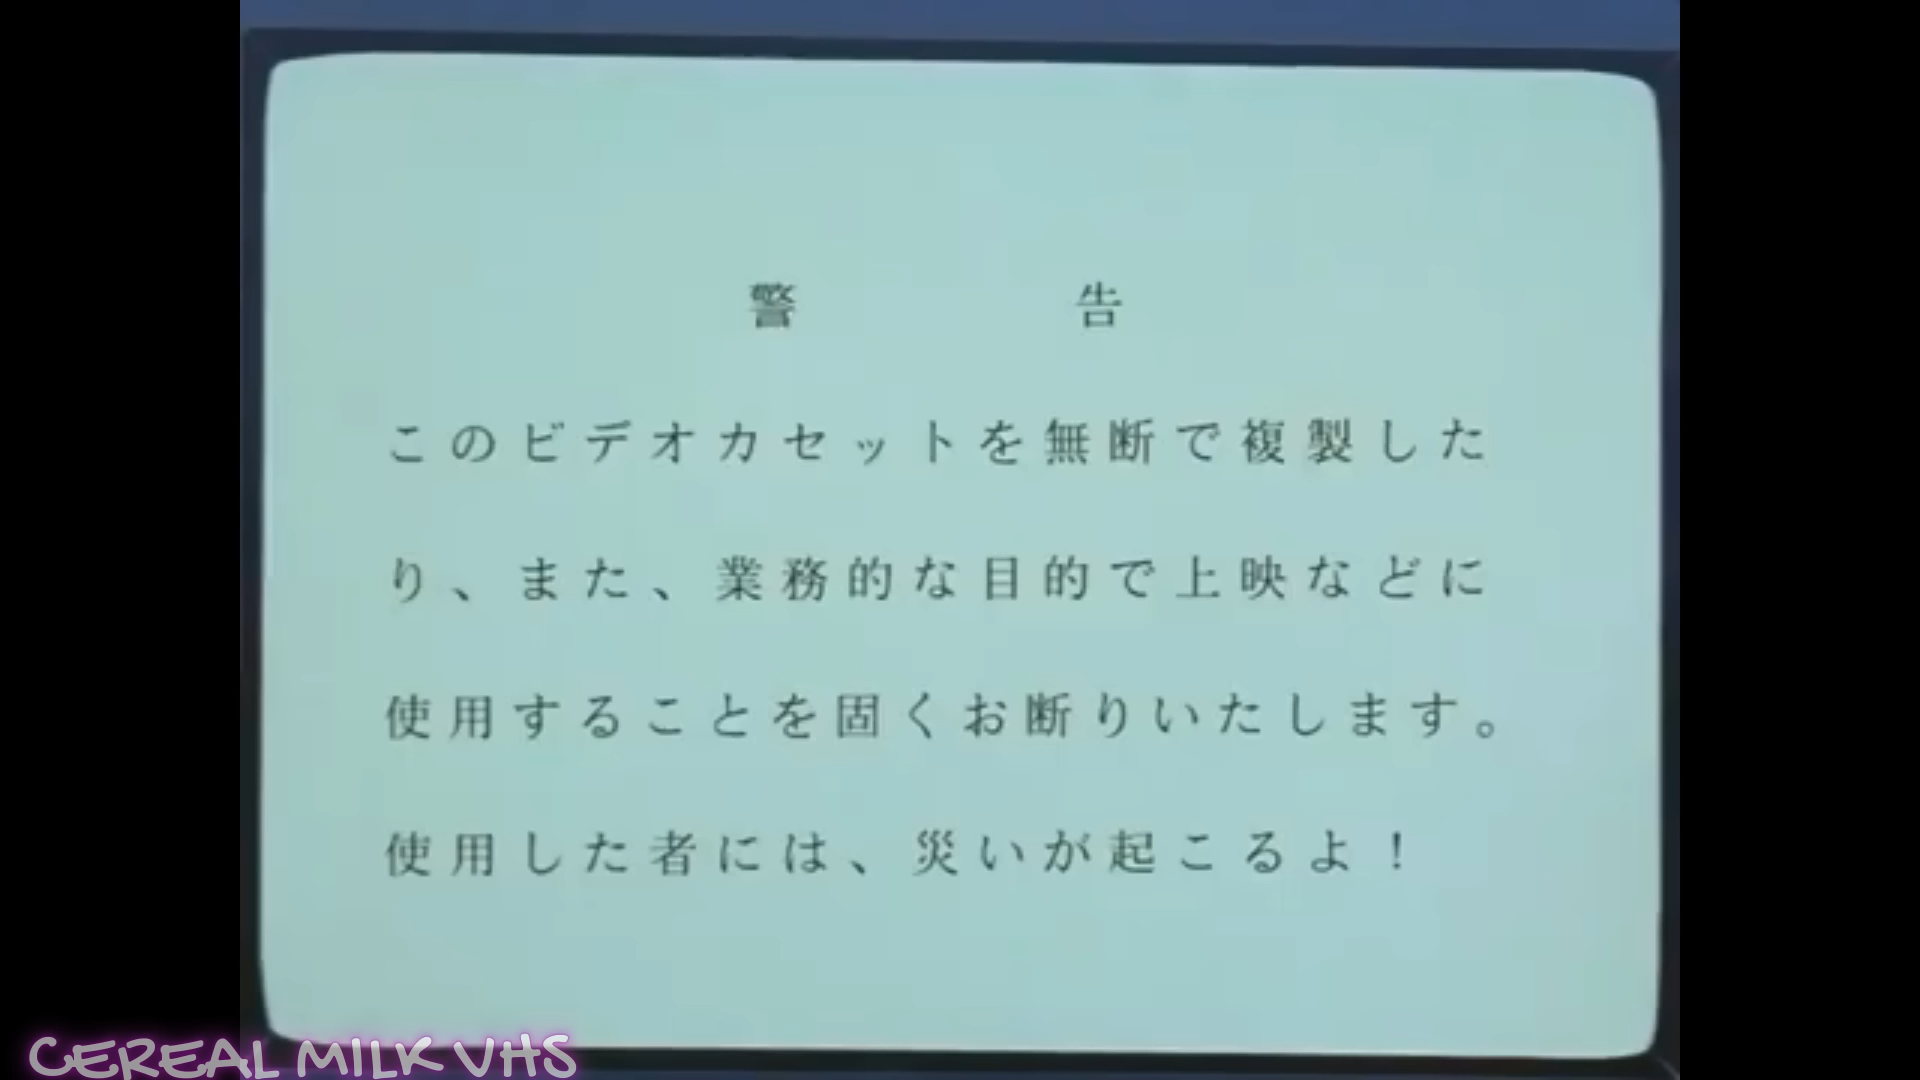 警告
このビデオカセットを無断で複製した
り、また、業務的な目的で上映などに
使用することを固くお断りいたします。
使用した者には、災いが起こるよ!
CEREAL MILK VHS